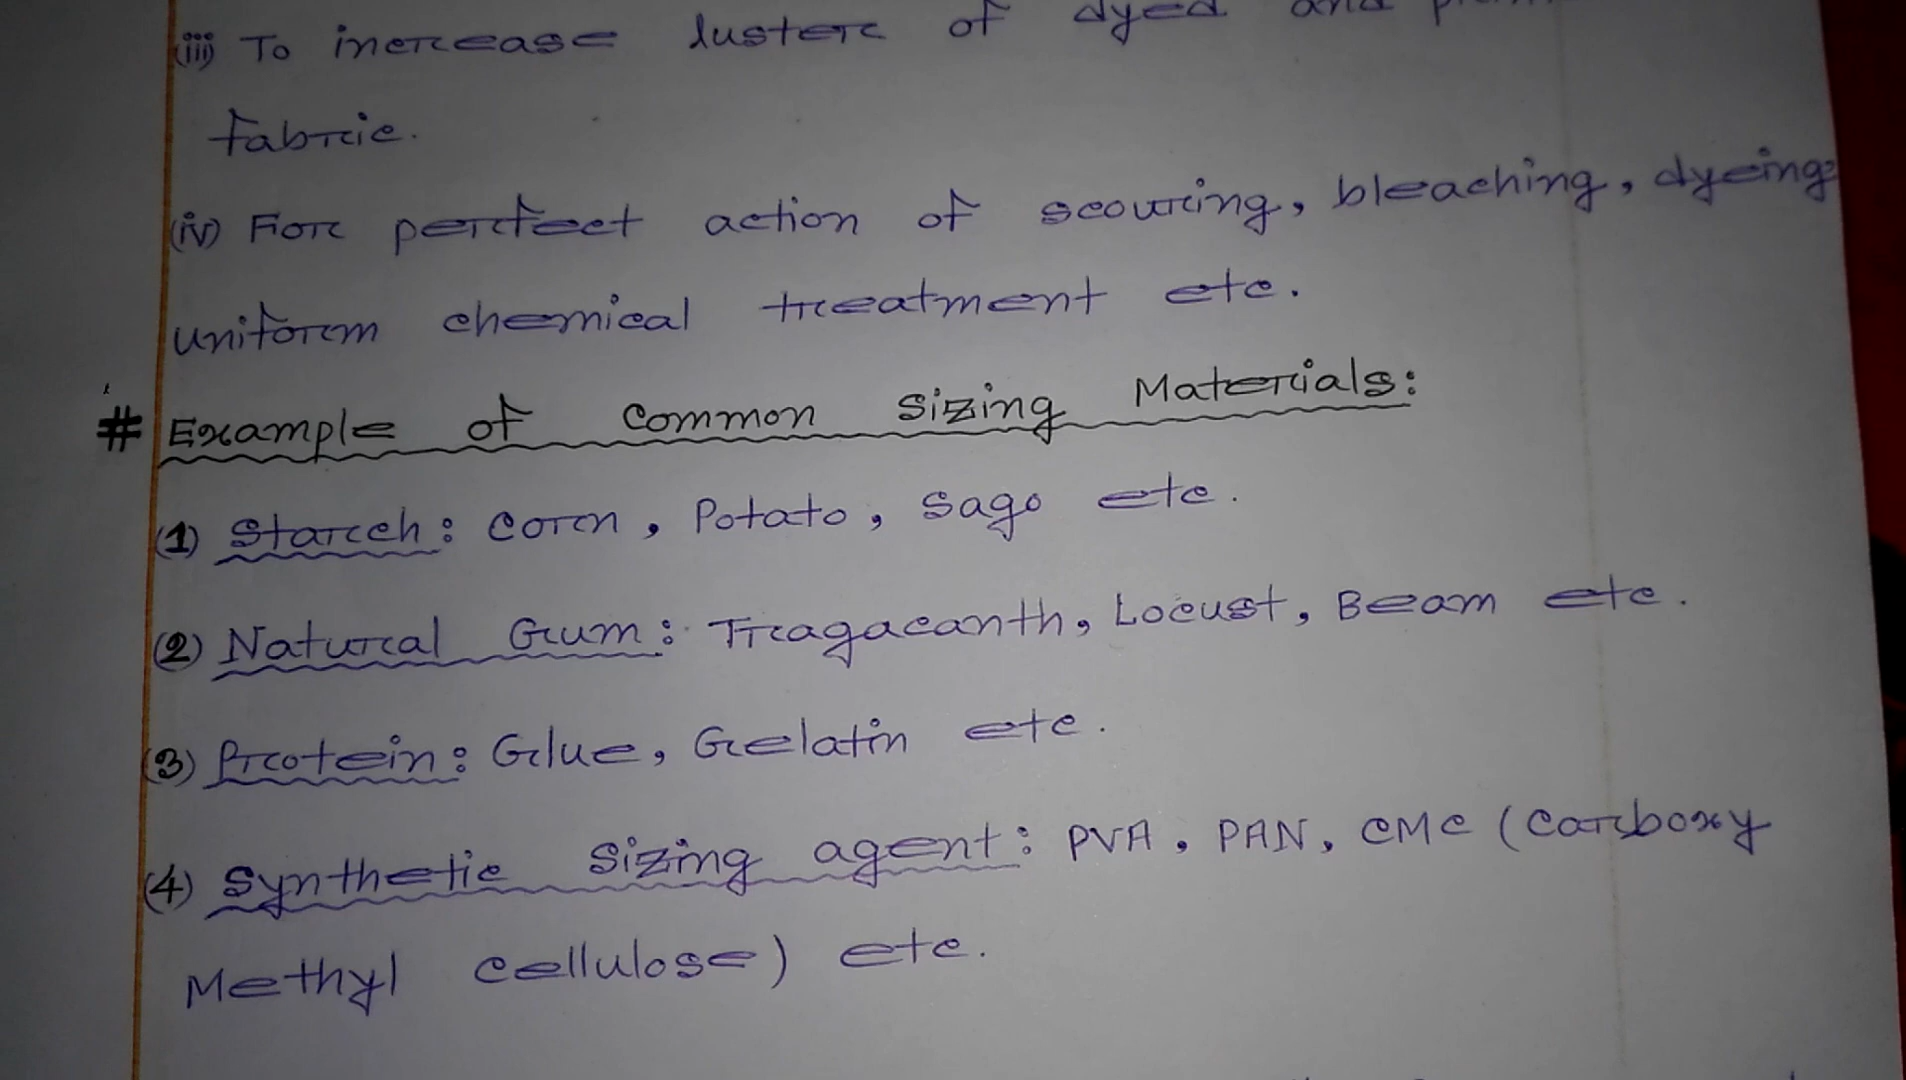 (iii) To increase luster of dyed and
fabric.
(iv) For perfect action of scouring, bleaching, dyeing
uniform chemical treatment etc.
# Example of Common Sizing Materials:
(1) Starch: Corn, Potato, Sago etc.
(2) Natural Gum: Tragacanth, Locust, Beam etc.
(3) Protein: Glue, Gelatin etc.
(4) Synthetic Sizing agent: PVA, PAN, CMC (Carboxy
Methyl Cellulose) etc.